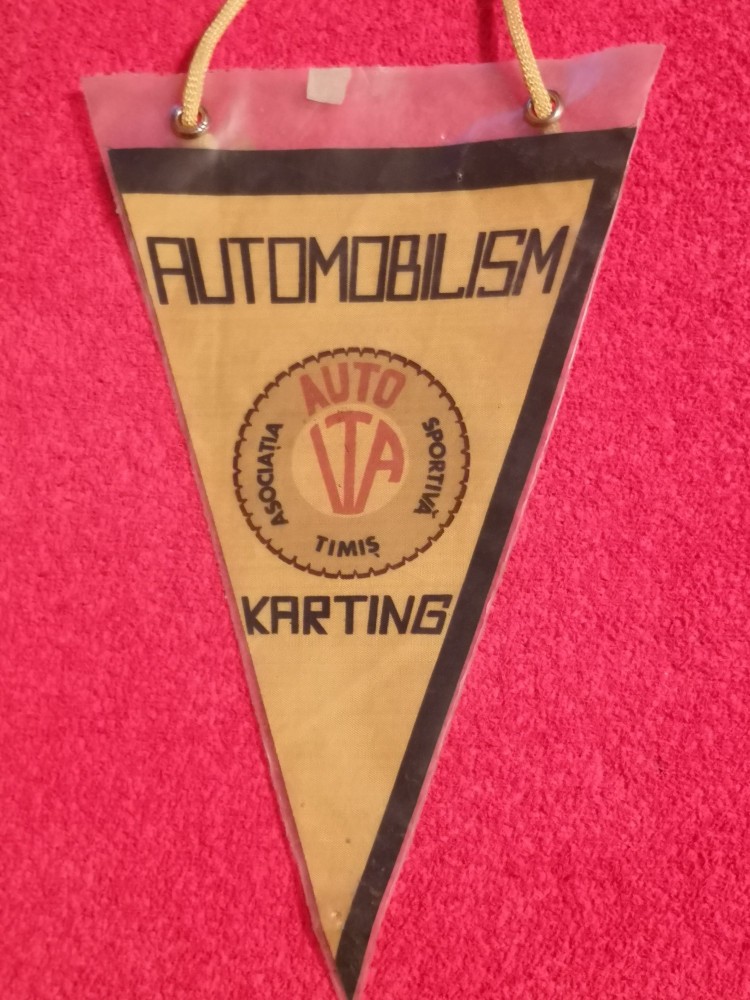 AUTOMOBILISM
AUTO
ITA
ASOCIAȚIA
SPORTIVĂ
TIMIȘ
KARTING